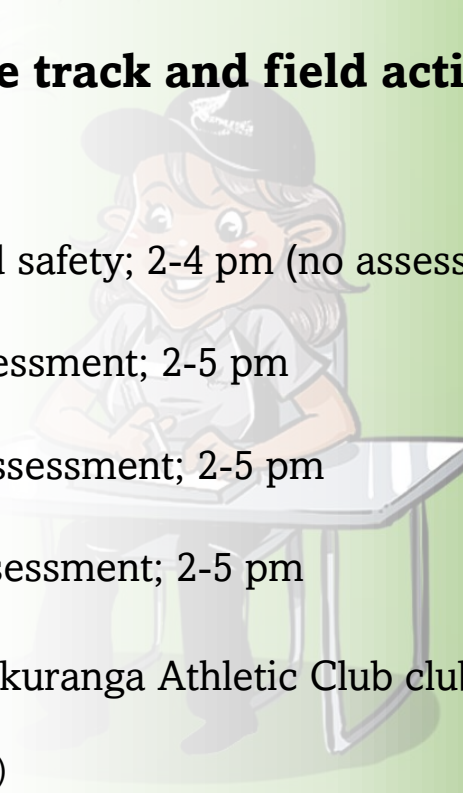 e track and field acti
d safety; 2-4 pm (no assess
essment; 2-5 pm
ssessment; 2-5 pm
sessment; 2-5 pm
kuranga Athletic Club club
)